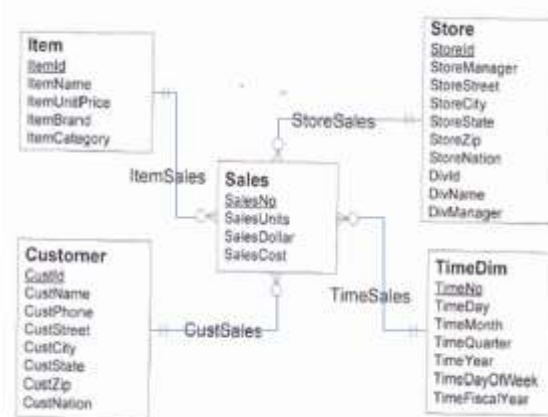 Item
ItemId
ItemName
ItemUnitPrice
ItemBrand
ItemCategory
Store
StoreId
StoreManager
StoreStreet
StoreCity
StoreState
StoreZip
StoreNation
DivId
DivName
DivManager
StoreSales
ItemSales
Sales
SalesNo
SalesUnits
SalesDollar
SalesCost
Customer
CustId
CustName
CustPhone
CustStreet
CustCity
CustState
CustZip
CustNation
CustSales
TimeSales
TimeDim
TimeNo
TimeDay
TimeMonth
TimeQuarter
TimeYear
TimeDayOfWeek
TimeFiscalYear